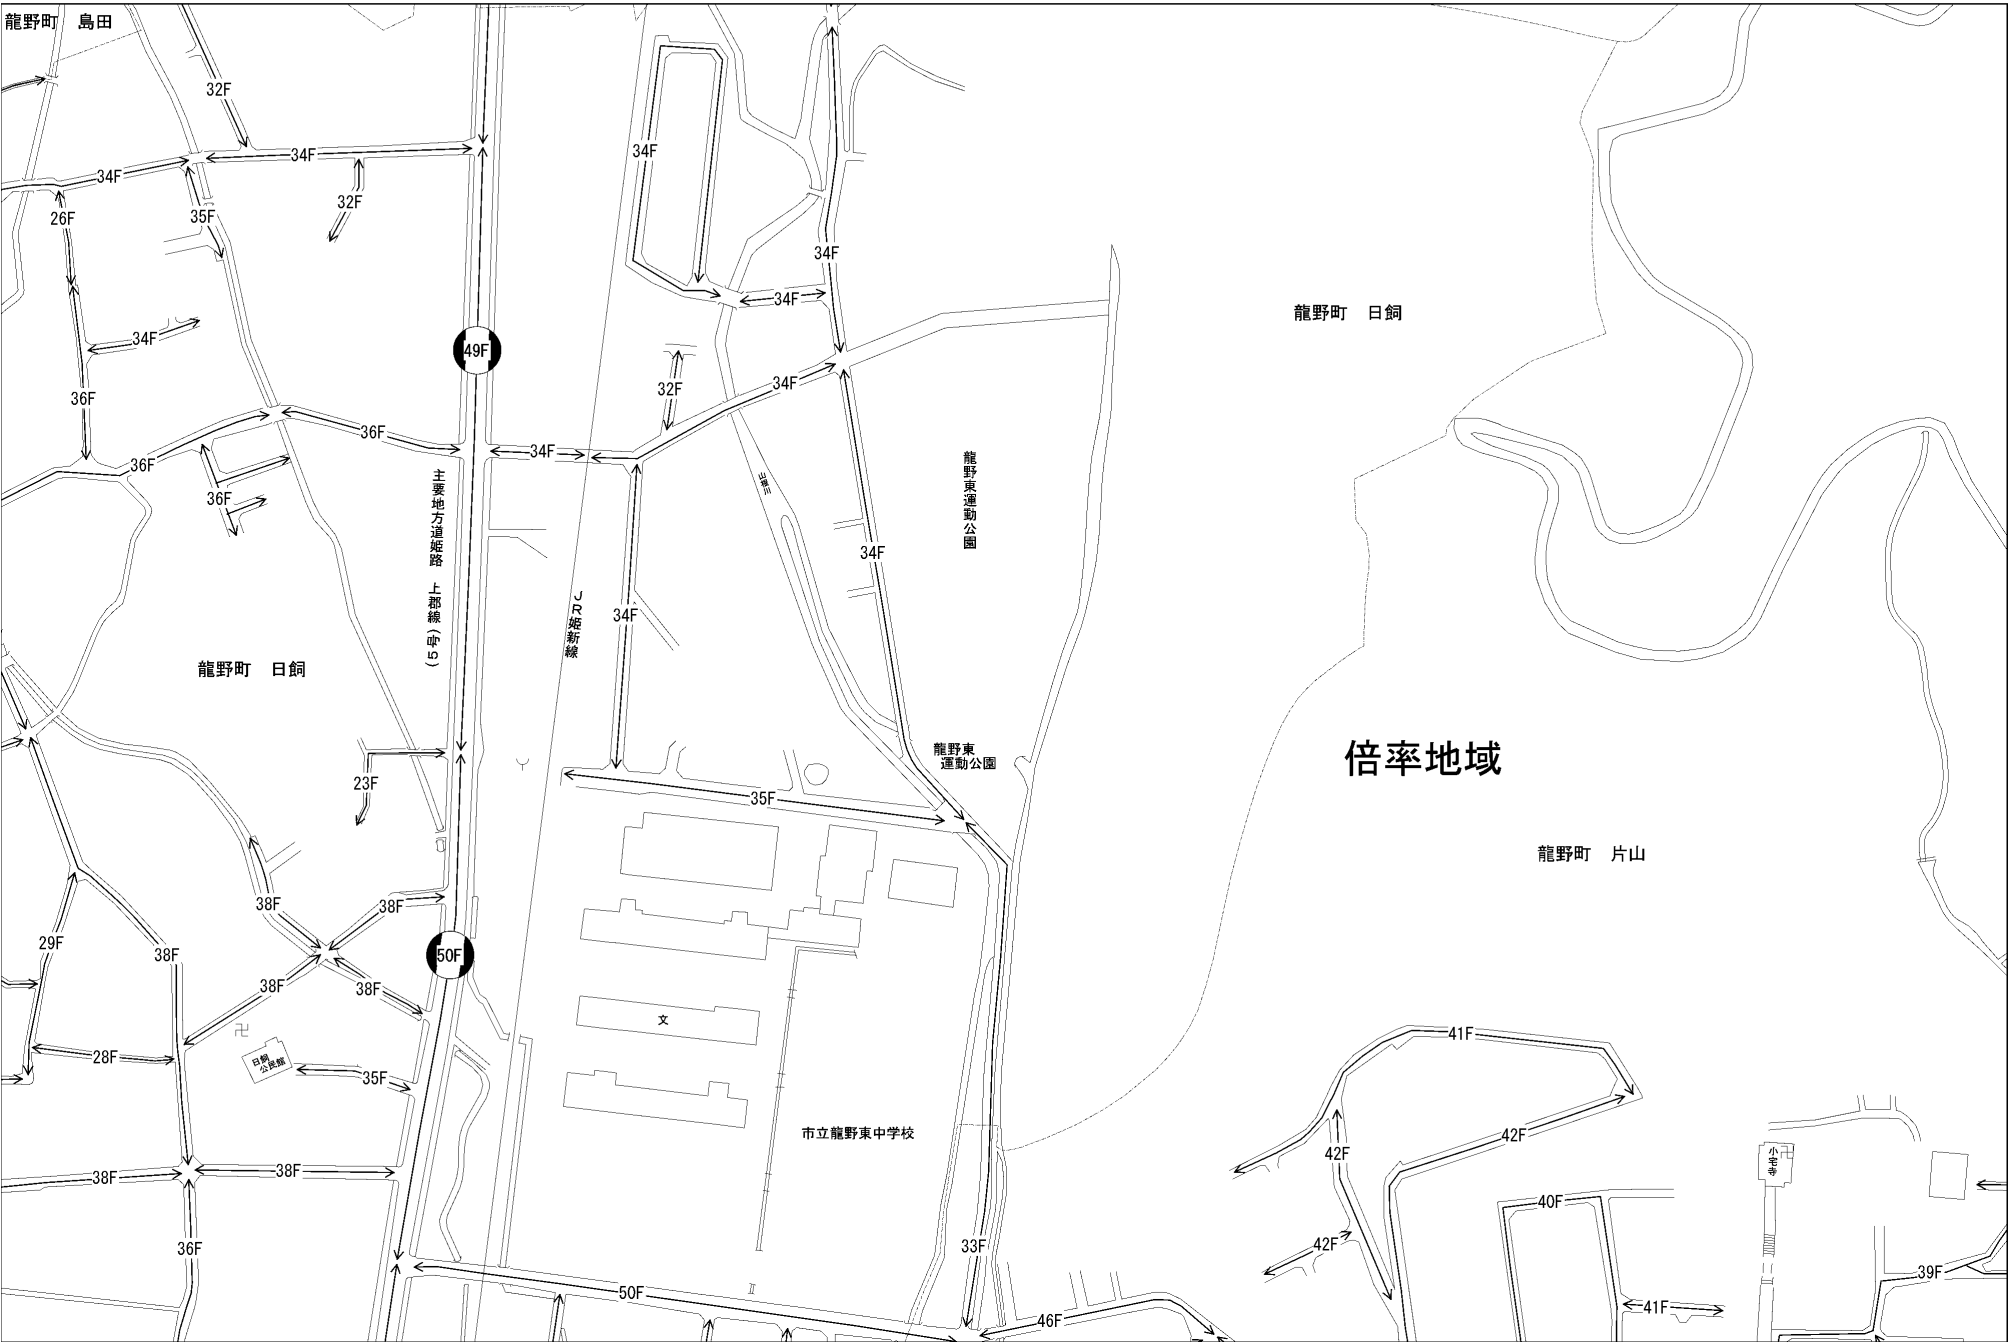 龍野町　島田
32F
34F
34F
34F
26F
35F
32F
34F
34F
龍野町　日飼
34F
49F
36F
32F
34F
36F
34F
36F
36F
主要地方道姫路　上郡線(5号)
山根川
龍野東運動公園
34F
34F
JR姫新線
龍野町　日飼
龍野東
運動公園
倍率地域
23F
35F
龍野町　片山
38F
38F
29F
38F
50F
38F
38F
文
28F
日飼
公民館
35F
41F
市立龍野東中学校
42F
42F
小宅寺
38F
38F
40F
36F
33F
42F
39F
50F
46F
41F